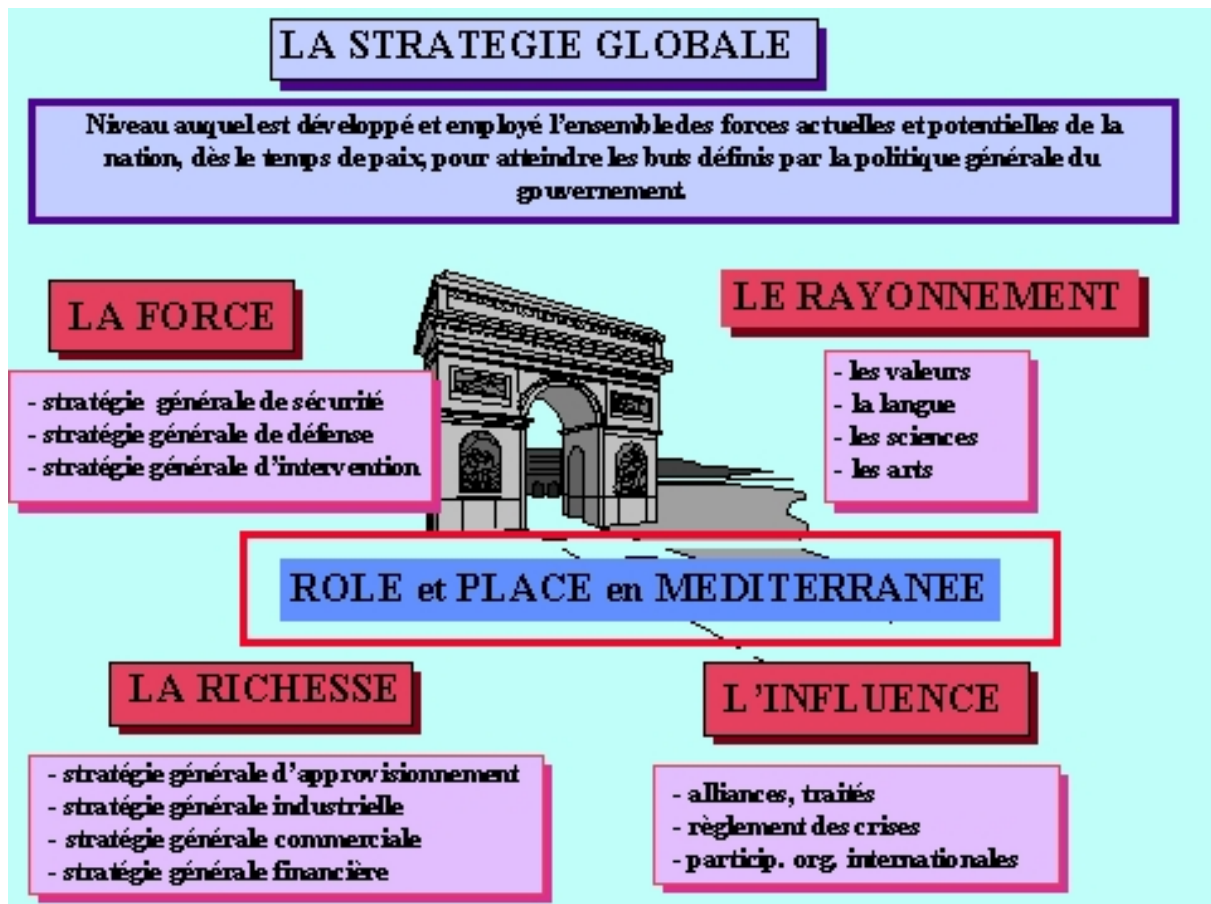 LA STRATEGIE GLOBALE
Niveau auquel est développé et employé l'ensemble des forces actuelles et potentielles de la
nation, dès le temps de paix, pour atteindre les buts définis par la politique générale du
gouvernement.
LA FORCE
- stratégie générale de sécurité
- stratégie générale de défense
- stratégie générale d'intervention
LE RAYONNEMENT
- les valeurs
- la langue
- les sciences
- les arts
ROLE et PLACE en MEDITERRANEE
LA RICHESSE
- stratégie générale d'approvisionnement
- stratégie générale industrielle
- stratégie générale commerciale
- stratégie générale financière
L'INFLUENCE
- alliances, traités
- règlement des crises
- particip. org. internationales